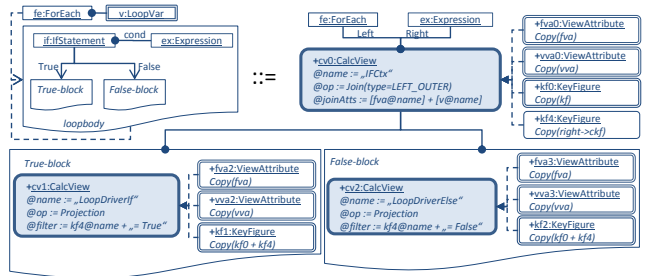 fe:ForEach
v:LoopVar
if:IfStatement
cond
ex:Expression
True
False
True-block
False-block
loopbody
::=
fe:ForEach
ex:Expression
Left
Right
+cv0:CalcView
@name := „IFCtx“
@op := Join(type=LEFT_OUTER)
@joinAtts := [fva@name] + [v@name]
+fva0:ViewAttribute
Copy(fva)
+vva0:ViewAttribute
Copy(vva)
+kf0:KeyFigure
Copy(kf)
+kf4:KeyFigure
Copy(right->ckf)
True-block
+cv1:CalcView
@name := „LoopDriverIf“
@op := Projection
@filter := kf4@name + „= True“
+fva2:ViewAttribute
Copy(fva)
+vva2:ViewAttribute
Copy(vva)
+kf1:KeyFigure
Copy(kf0 + kf4)
False-block
+cv2:CalcView
@name := „LoopDriverElse“
@op := Projection
@filter := kf4@name + „= False“
+fva3:ViewAttribute
Copy(fva)
+vva3:ViewAttribute
Copy(vva)
+kf2:KeyFigure
Copy(kf0 + kf4)